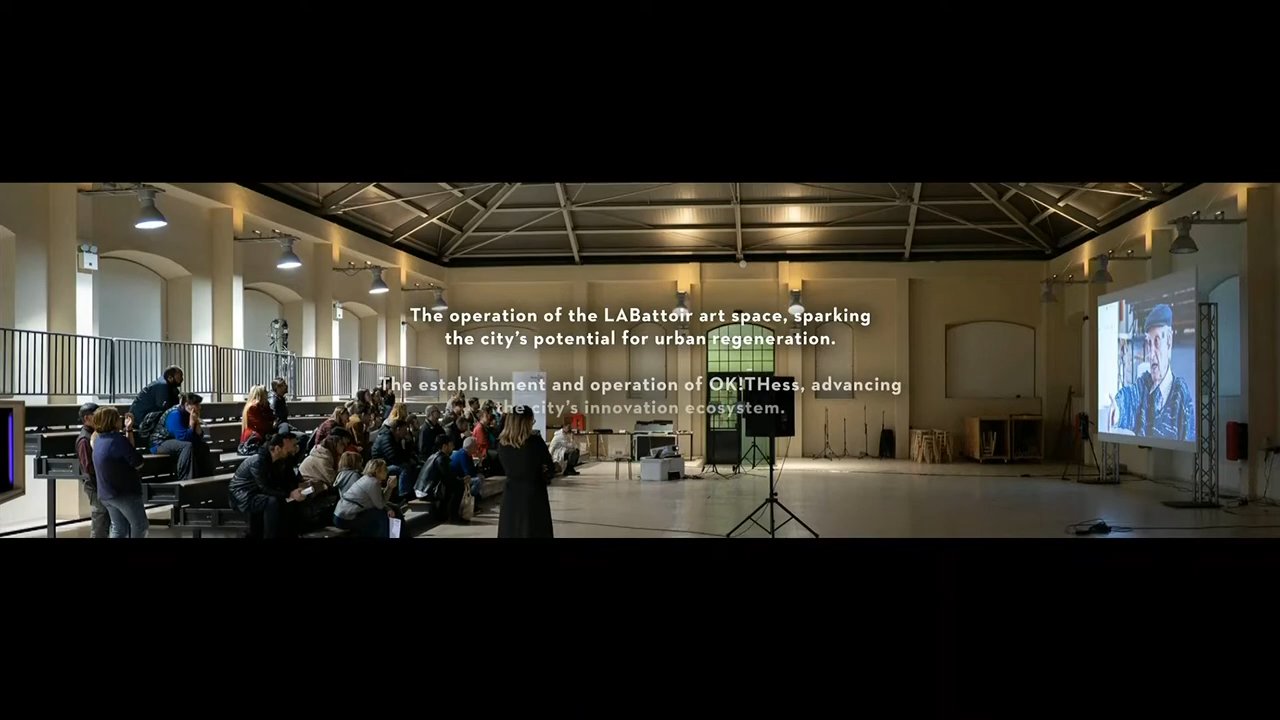 The operation of the LABattoir art space, sparking
the city's potential for urban regeneration.
The establishment and operation of OK!THess, advancing
the city's innovation ecosystem.